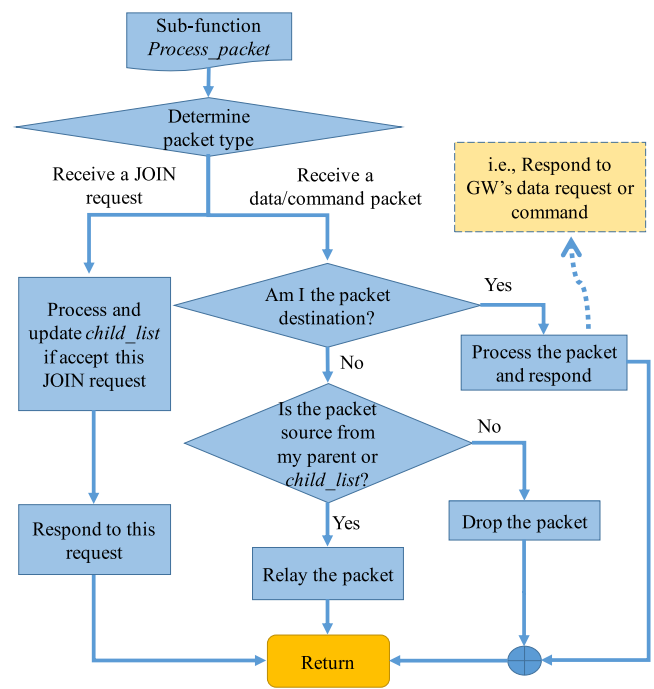 Sub-function
Process_packet
Determine
packet type
Receive a JOIN
request
Receive a
data/command packet
i.e., Respond to
GW's data request or
command
Process and
update child_list
if accept this
JOIN request
Am I the packet
destination?
Yes
Process the packet
and respond
No
Is the packet
source from
my parent or
child_list?
No
Respond to this
request
Yes
Drop the packet
Relay the packet
Return